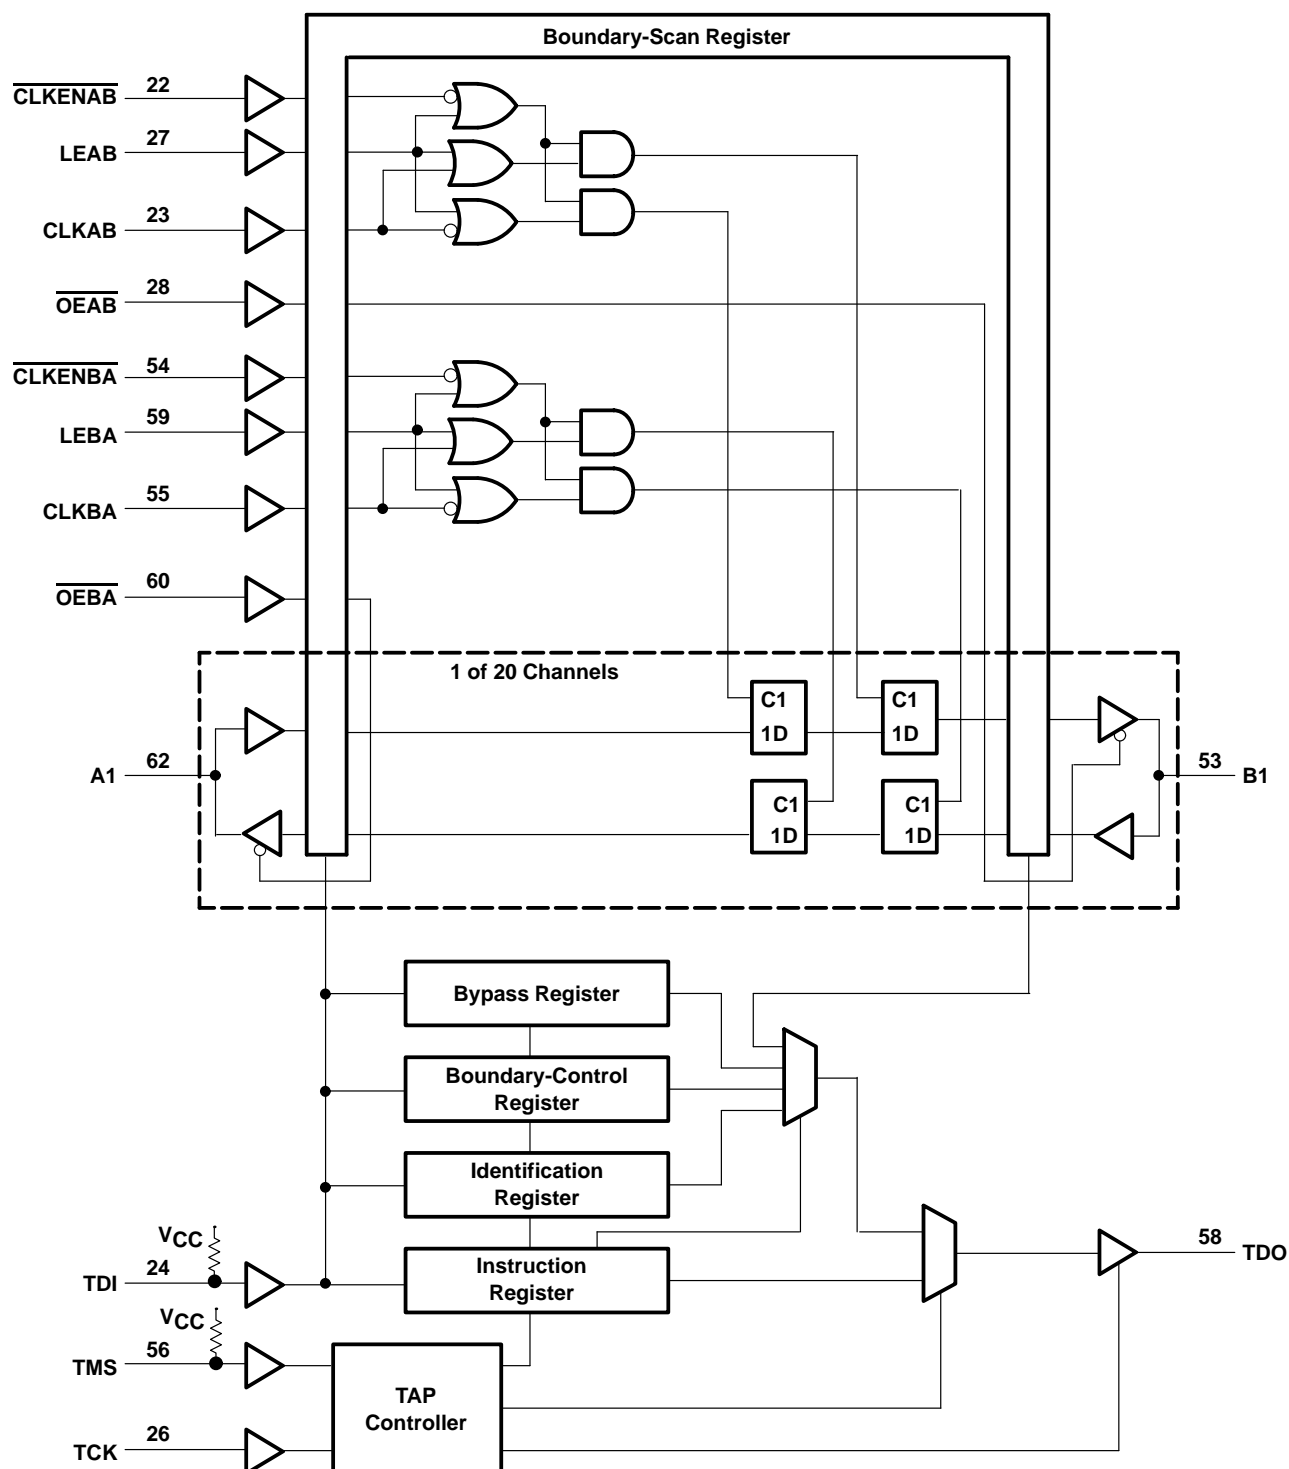 Boundary-Scan Register
CLKENAB 22
LEAB 27
CLKAB 23
OEAB 28
CLKENBA 54
LEBA 59
CLKBA 55
OEBA 60
1 of 20 Channels
C1
1D
C1
1D
A1 62
53 B1
C1
1D
C1
1D
Bypass Register
Boundary-Control
Register
Identification
Register
VCC
TDI 24
Instruction
Register
58 TDO
VCC
TMS 56
TAP
Controller
TCK 26